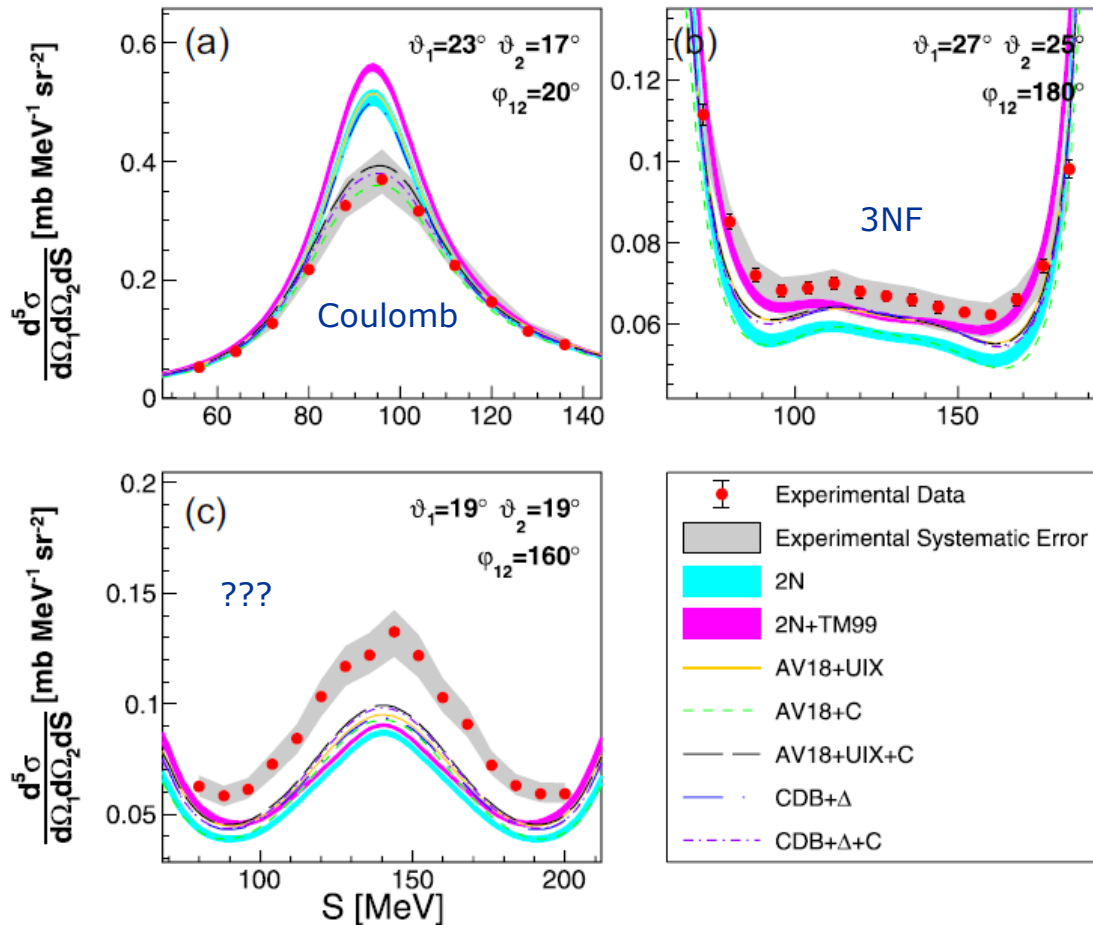 (a)
ϑ₁=23° ϑ₂=17°
φ₁₂=20°
Coulomb
0.6
0.4
0.2
0
60 80 100 120 140
d⁵σ
dΩ₁dΩ₂dS
[mb MeV⁻¹ sr⁻²]
(b)
ϑ₁=27° ϑ₂=25°
φ₁₂=180°
3NF
0.12
0.1
0.08
0.06
100 150
(c)
ϑ₁=19° ϑ₂=19°
φ₁₂=160°
???
0.2
0.15
0.1
0.05
100 150 200
d⁵σ
dΩ₁dΩ₂dS
[mb MeV⁻¹ sr⁻²]
S [MeV]
Experimental Data
Experimental Systematic Error
2N
2N+TM99
AV18+UIX
AV18+C
AV18+UIX+C
CDB+Δ
CDB+Δ+C